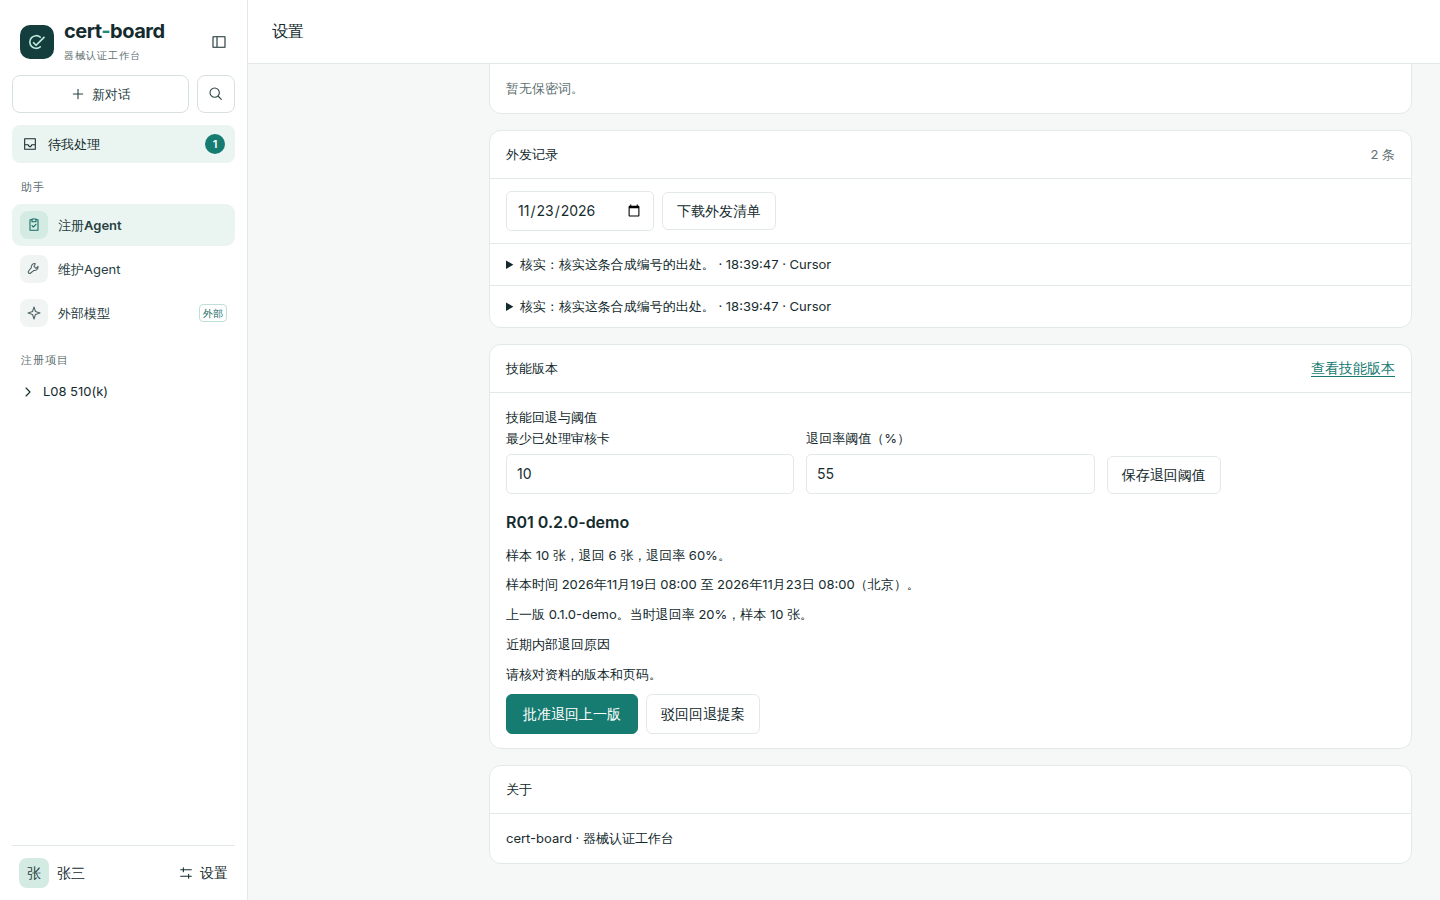 cert-board
器械认证工作台
新对话
待我处理
1
助手
注册Agent
维护Agent
外部模型
外部
注册项目
L08 510(k)
张
张三
设置
设置
暂无保密词。
外发记录
2 条
11/23/2026
下载外发清单
核实：核实这条合成编号的出处。 · 18:39:47 · Cursor
核实：核实这条合成编号的出处。 · 18:39:47 · Cursor
技能版本
查看技能版本
技能回退与阈值
最少已处理审核卡
退回率阈值（%）
10
55
保存退回阈值
R01 0.2.0-demo
样本 10 张，退回 6 张，退回率 60%。
样本时间 2026年11月19日 08:00 至 2026年11月23日 08:00（北京）。
上一版 0.1.0-demo。当时退回率 20%，样本 10 张。
近期内部退回原因
请核对资料的版本和页码。
批准退回上一版
驳回回退提案
关于
cert-board · 器械认证工作台